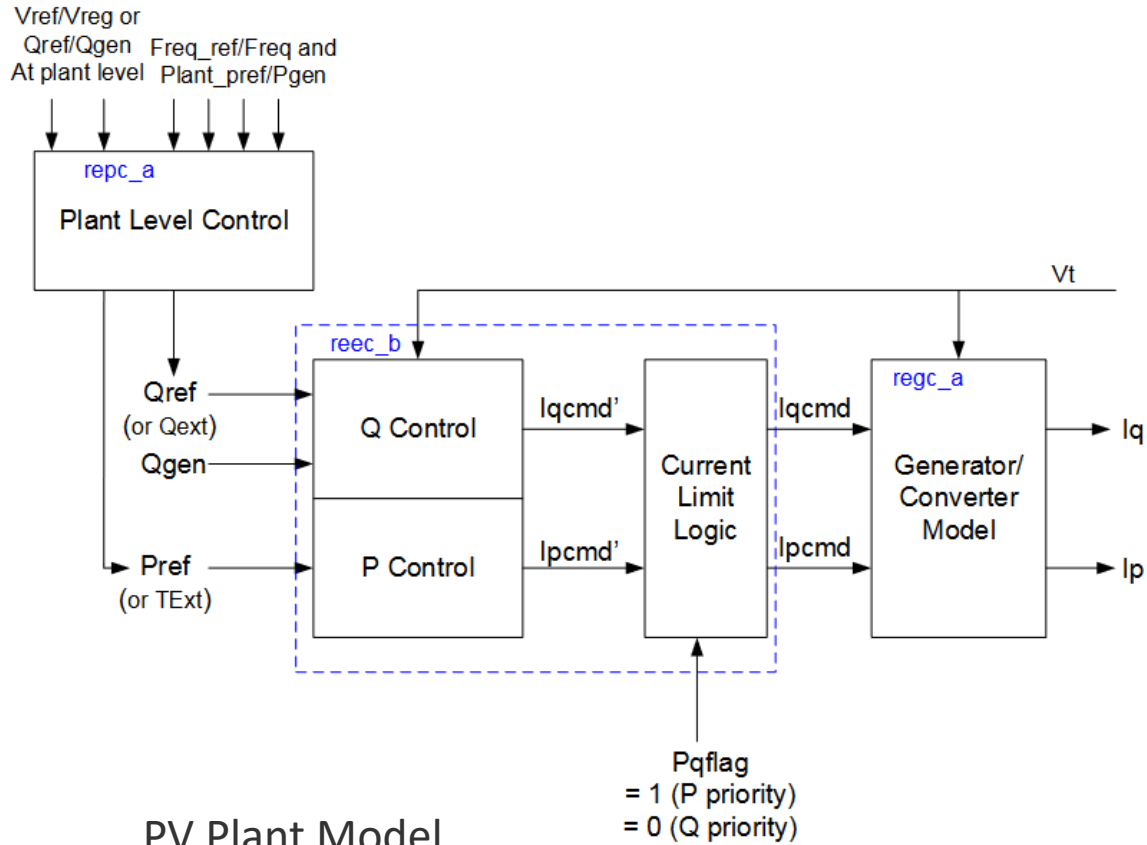 Vref/Vreg or
Qref/Qgen
At plant level
Freq_ref/Freq and
Plant_pref/Pgen
repc_a
Plant Level Control
Vt
reec_b
regc_a
Qref
(or Qext)
Qgen
Q Control
Iqcmd’
Iqcmd
Iq
Current
Limit
Logic
Generator/
Converter
Model
Pref
(or TExt)
P Control
Ipcmd’
Ipcmd
Ip
Pqflag
= 1 (P priority)
= 0 (Q priority)
PV Plant Model